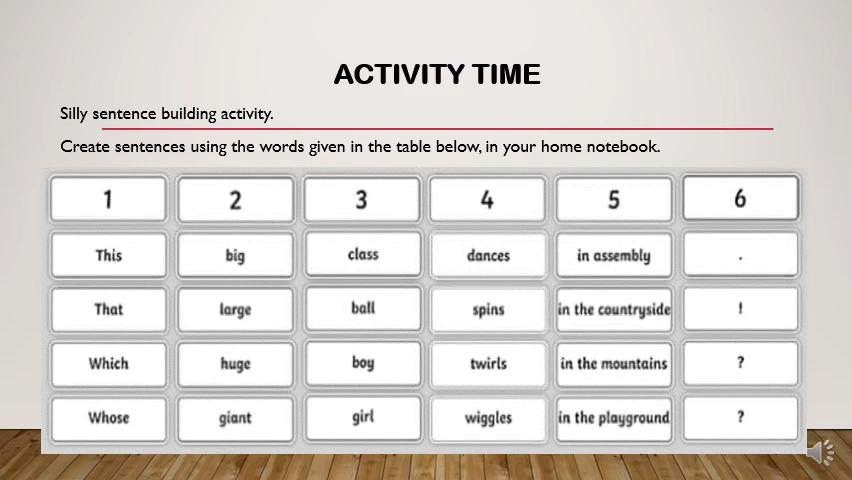 ACTIVITY TIME
Silly sentence building activity.
Create sentences using the words given in the table below, in your home notebook.
1 2 3 4 5 6
This big class dances in assembly .
That large ball spins in the countryside !
Which huge boy twirls in the mountains ?
Whose giant girl wiggles in the playground ?